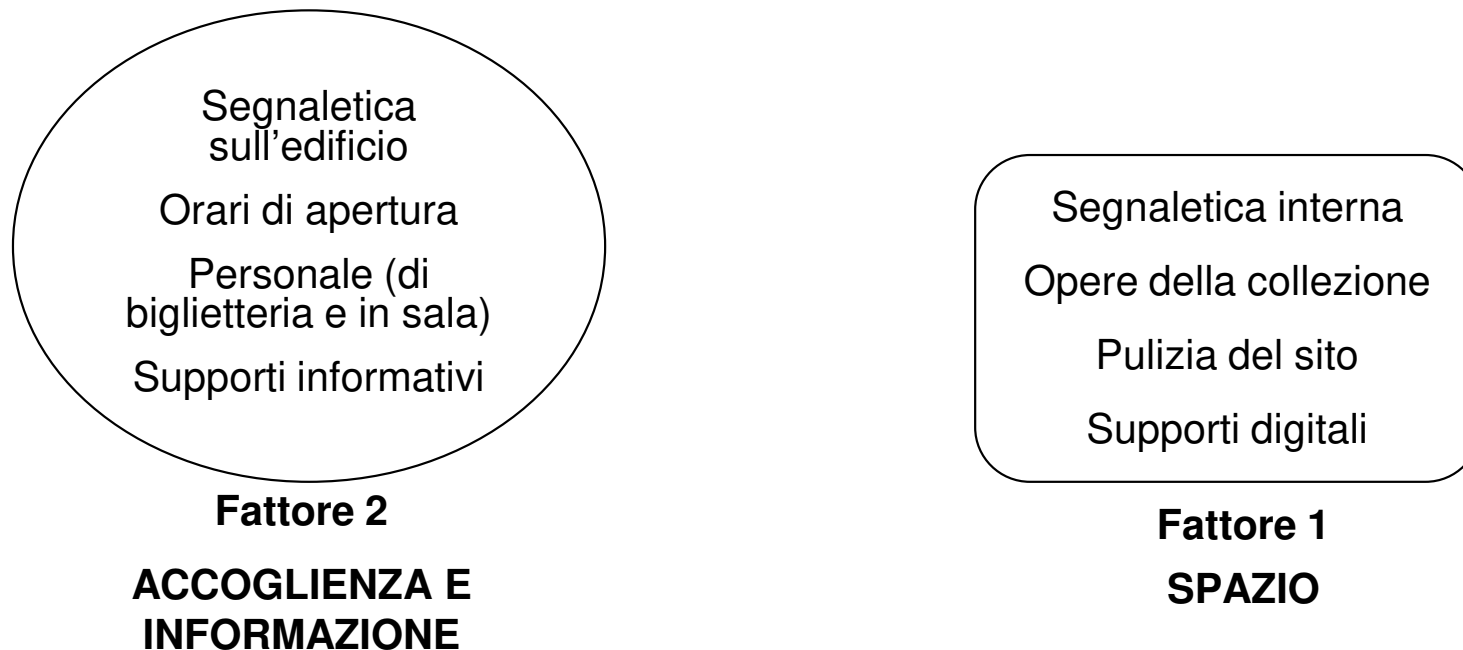 Segnaletica
sull'edificio
Orari di apertura
Personale (di
biglietteria e in sala)
Supporti informativi
Fattore 2
ACCOGLIENZA E
INFORMAZIONE
Segnaletica interna
Opere della collezione
Pulizia del sito
Supporti digitali
Fattore 1
SPAZIO